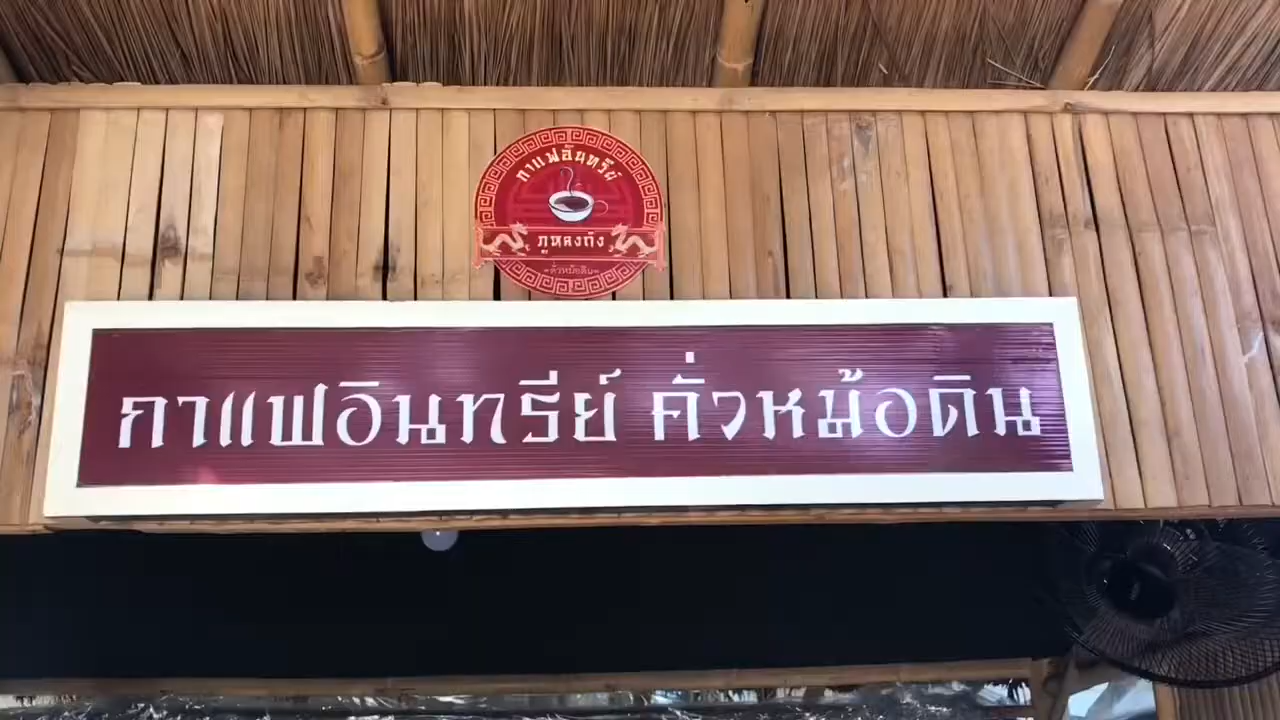 กาแฟอินทรีย์
ภูหลงถัง
คั่วหม้อดิน
กาแฟอินทรีย์ คั่วหม้อดิน